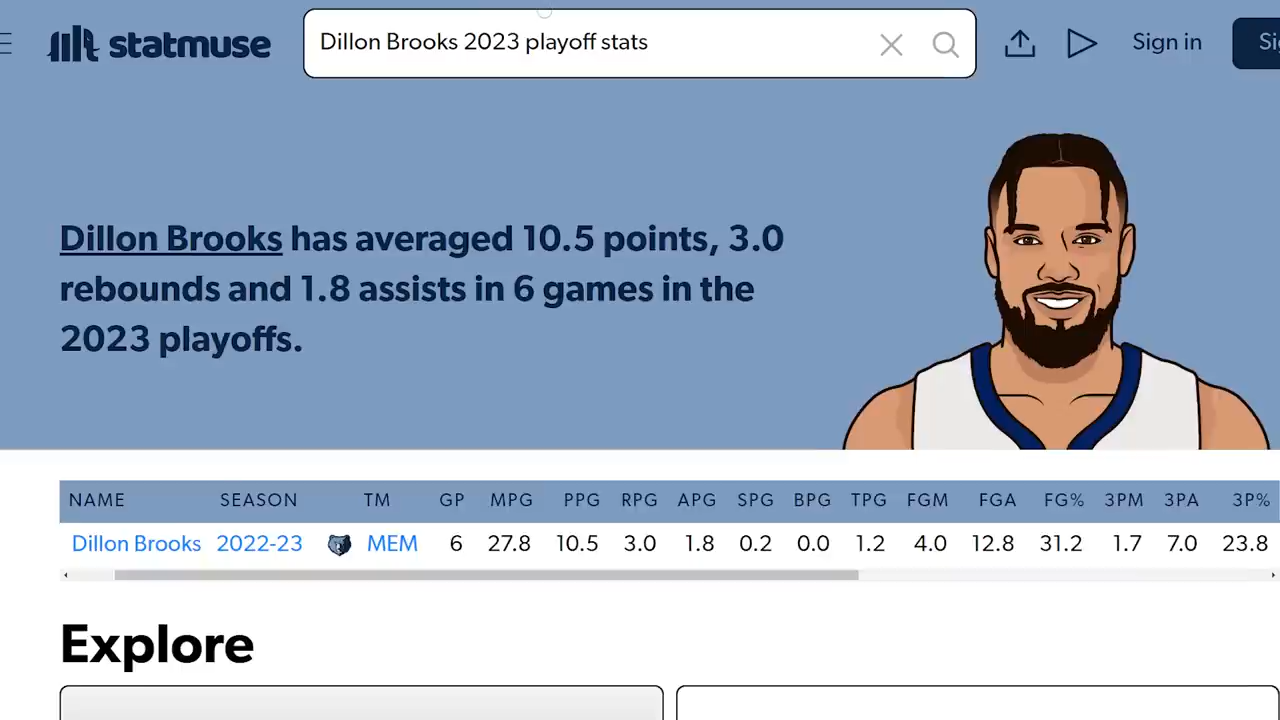 statmuse
Dillon Brooks 2023 playoff stats
Sign in
Dillon Brooks has averaged 10.5 points, 3.0
rebounds and 1.8 assists in 6 games in the
2023 playoffs.
NAME SEASON TM GP MPG PPG RPG APG SPG BPG TPG FGM FGA FG% 3PM 3PA 3P%
Dillon Brooks 2022-23 MEM 6 27.8 10.5 3.0 1.8 0.2 0.0 1.2 4.0 12.8 31.2 1.7 7.0 23.8
Explore